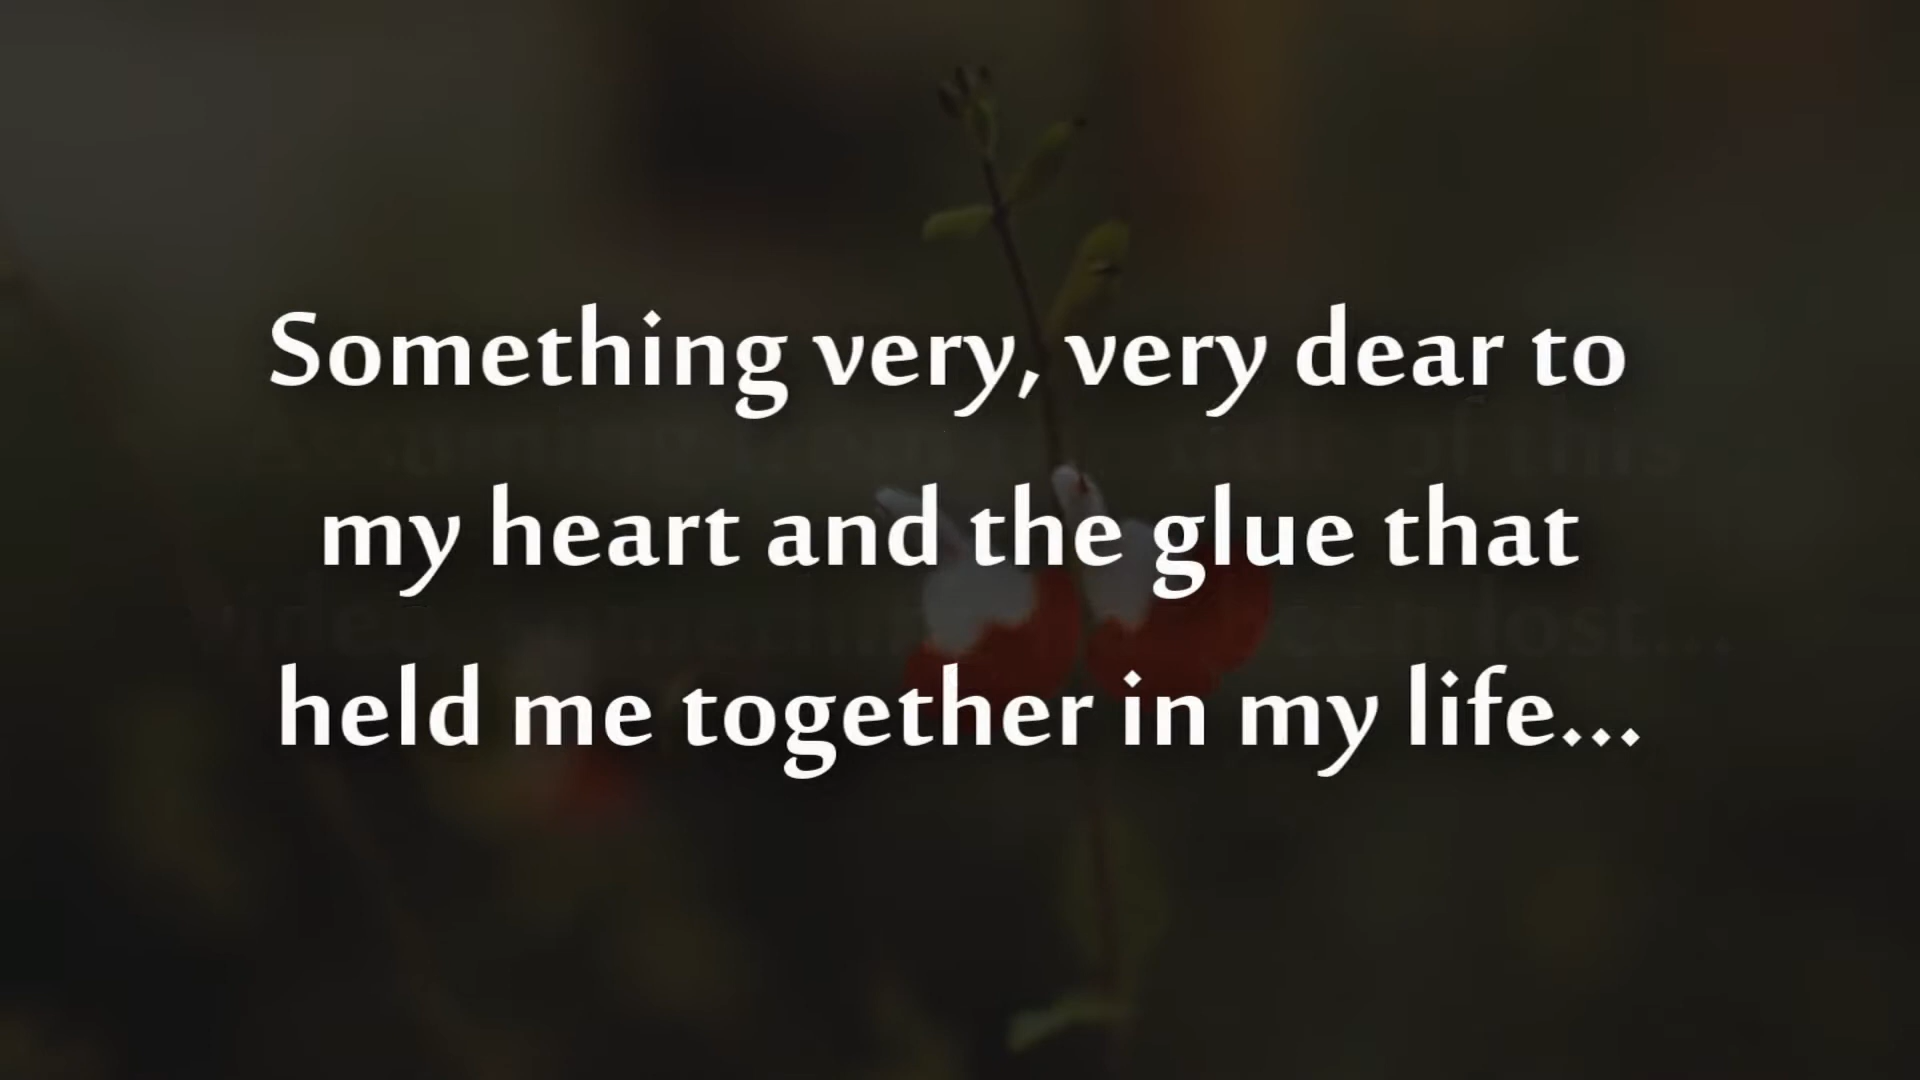 Something very, very dear to
my heart and the glue that
held me together in my life...